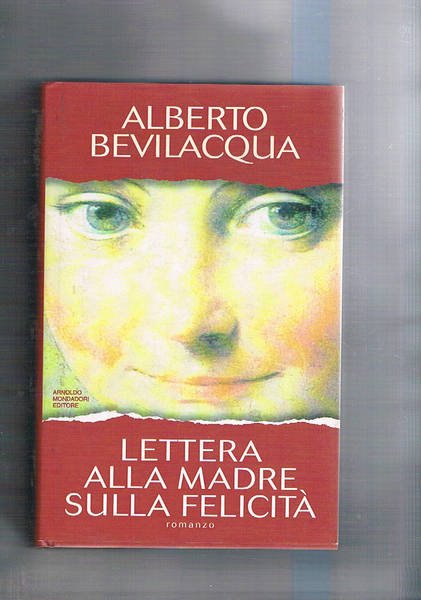 ALBERTO
BEVILACQUA
ARNOLDO
MONDADORI
EDITORE
LETTERA
ALLA MADRE
SULLA FELICITÀ
romanzo